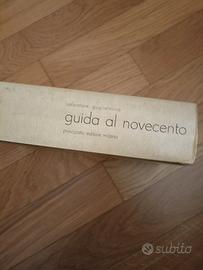 salvatore guglielmino
guida al novecento
principato editore milano
subito